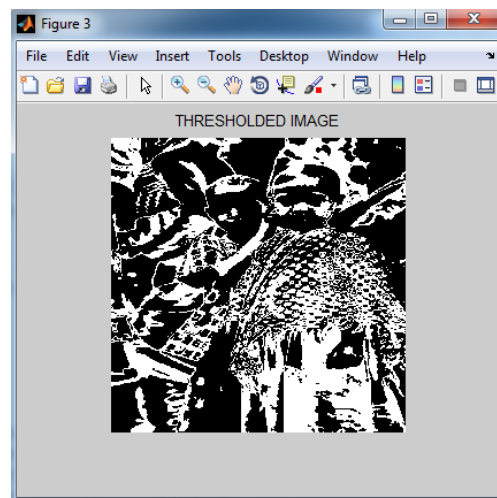 Figure 3
File Edit View Insert Tools Desktop Window Help
THRESHOLDED IMAGE